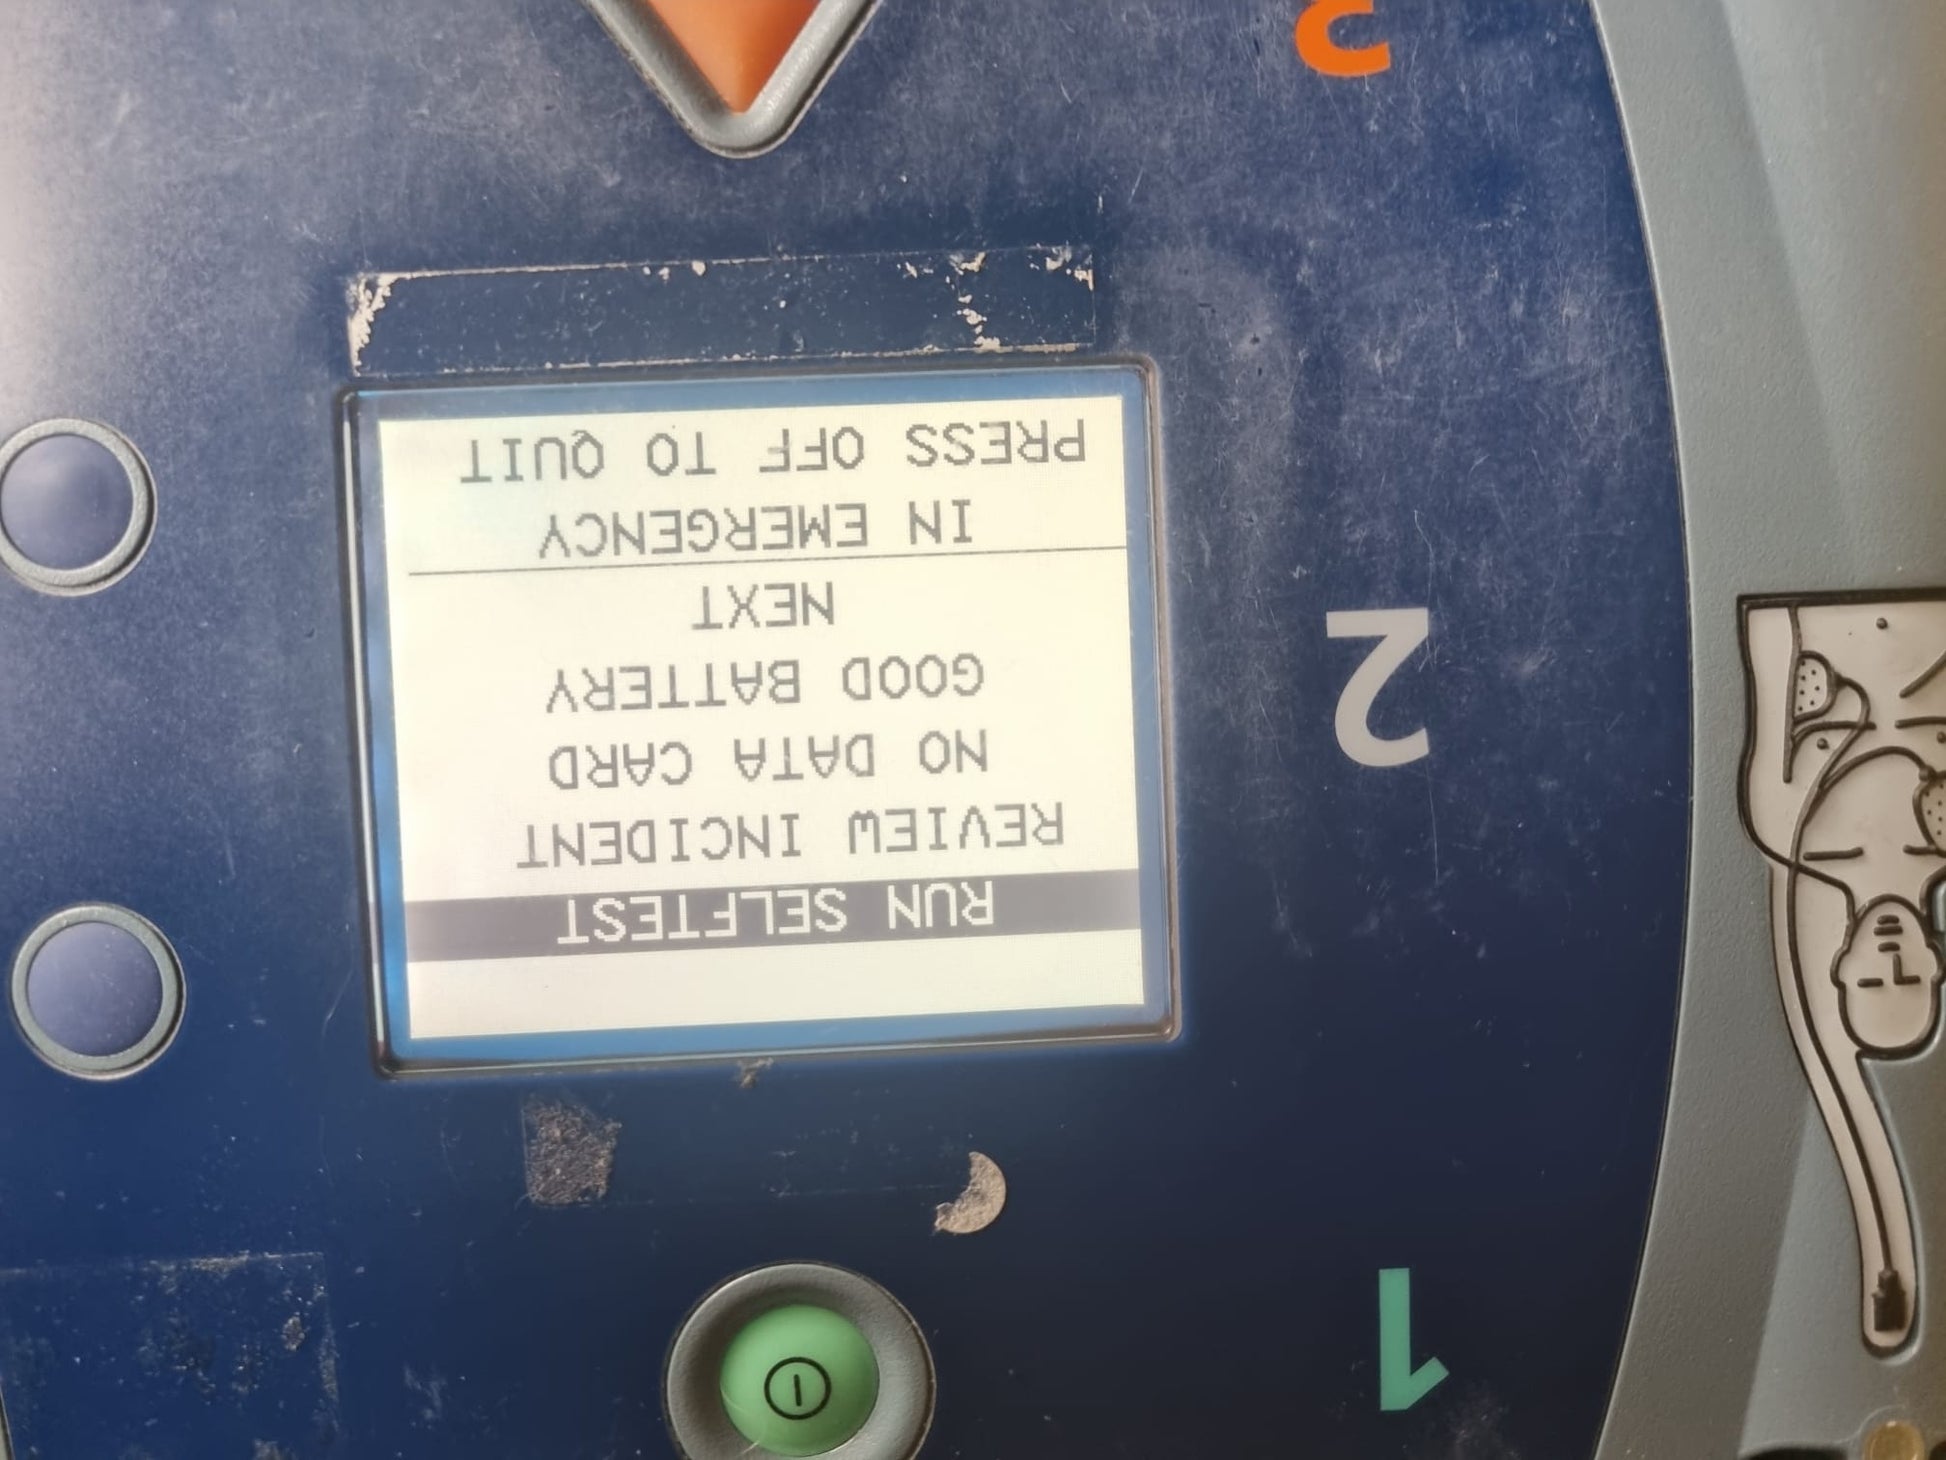 1
RUN SELFTEST
REVIEW INCIDENT
NO DATA CARD
GOOD BATTERY
NEXT
IN EMERGENCY
PRESS OFF TO QUIT
2
3